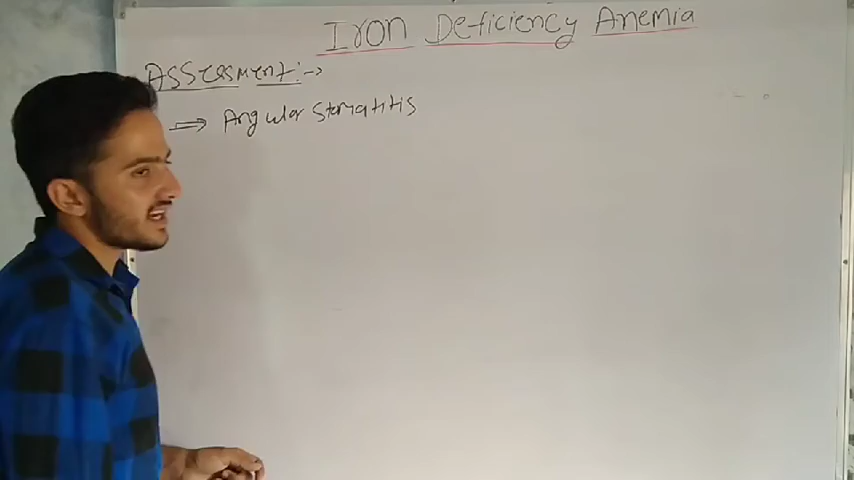 Iron Deficiency Anemia
Assessment:->
=> Angular stomatitis